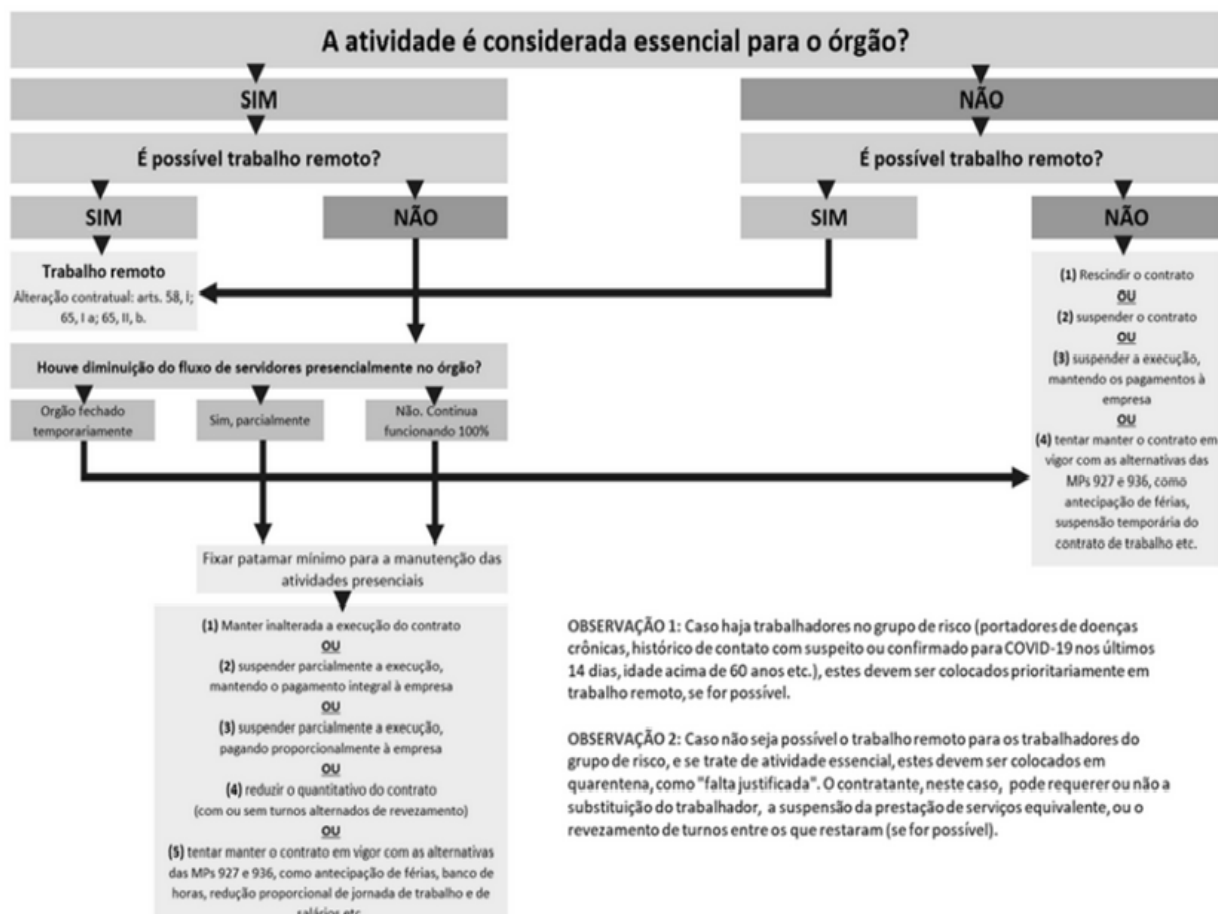 A atividade é considerada essencial para o órgão?
SIM
NÃO
É possível trabalho remoto?
É possível trabalho remoto?
SIM
NÃO
SIM
NÃO
Trabalho remoto
Alteração contratual: arts. 58, I;
65, I a; 65, II, b.
(1) Rescindir o contrato
OU
(2) suspender o contrato
OU
(3) suspender a execução,
mantendo os pagamentos à
empresa
OU
(4) tentar manter o contrato em
vigor com as alternativas das
MPs 927 e 936, como
antecipação de férias,
suspensão temporária do
contrato de trabalho etc.
Houve diminuição do fluxo de servidores presencialmente no órgão?
Orgão fechado
temporariamente
Sim, parcialmente
Não. Continua
funcionando 100%
Fixar patamar mínimo para a manutenção das
atividades presenciais
(1) Manter inalterada a execução do contrato
OU
(2) suspender parcialmente a execução,
mantendo o pagamento integral à empresa
OU
(3) suspender parcialmente a execução,
pagando proporcionalmente à empresa
OU
(4) reduzir o quantitativo do contrato
(com ou sem turnos alternados de revezamento)
OU
(5) tentar manter o contrato em vigor com as alternativas
das MPs 927 e 936, como antecipação de férias, banco de
horas, redução proporcional de jornada de trabalho e de
salários etc
OBSERVAÇÃO 1: Caso haja trabalhadores no grupo de risco (portadores de doenças
crônicas, histórico de contato com suspeito ou confirmado para COVID-19 nos últimos
14 dias, idade acima de 60 anos etc.), estes devem ser colocados prioritariamente em
trabalho remoto, se for possível.
OBSERVAÇÃO 2: Caso não seja possível o trabalho remoto para os trabalhadores do
grupo de risco, e se trate de atividade essencial, estes devem ser colocados em
quarentena, como "falta justificada". O contratante, neste caso, pode requerer ou não a
substituição do trabalhador, a suspensão da prestação de serviços equivalente, ou o
revezamento de turnos entre os que restaram (se for possível).